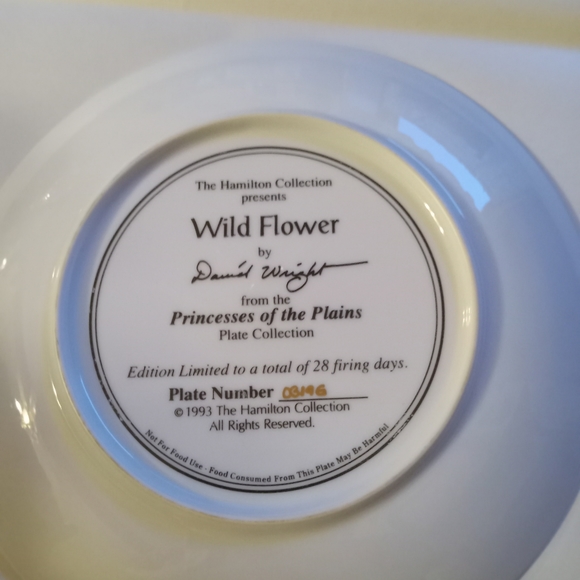 The Hamilton Collection
presents
Wild Flower
by
David Wright
from the
Princesses of the Plains
Plate Collection
Edition Limited to a total of 28 firing days.
Plate Number 03146
© 1993 The Hamilton Collection
All Rights Reserved.
Not For Food Use - Food Consumed From This Plate May Be Harmful